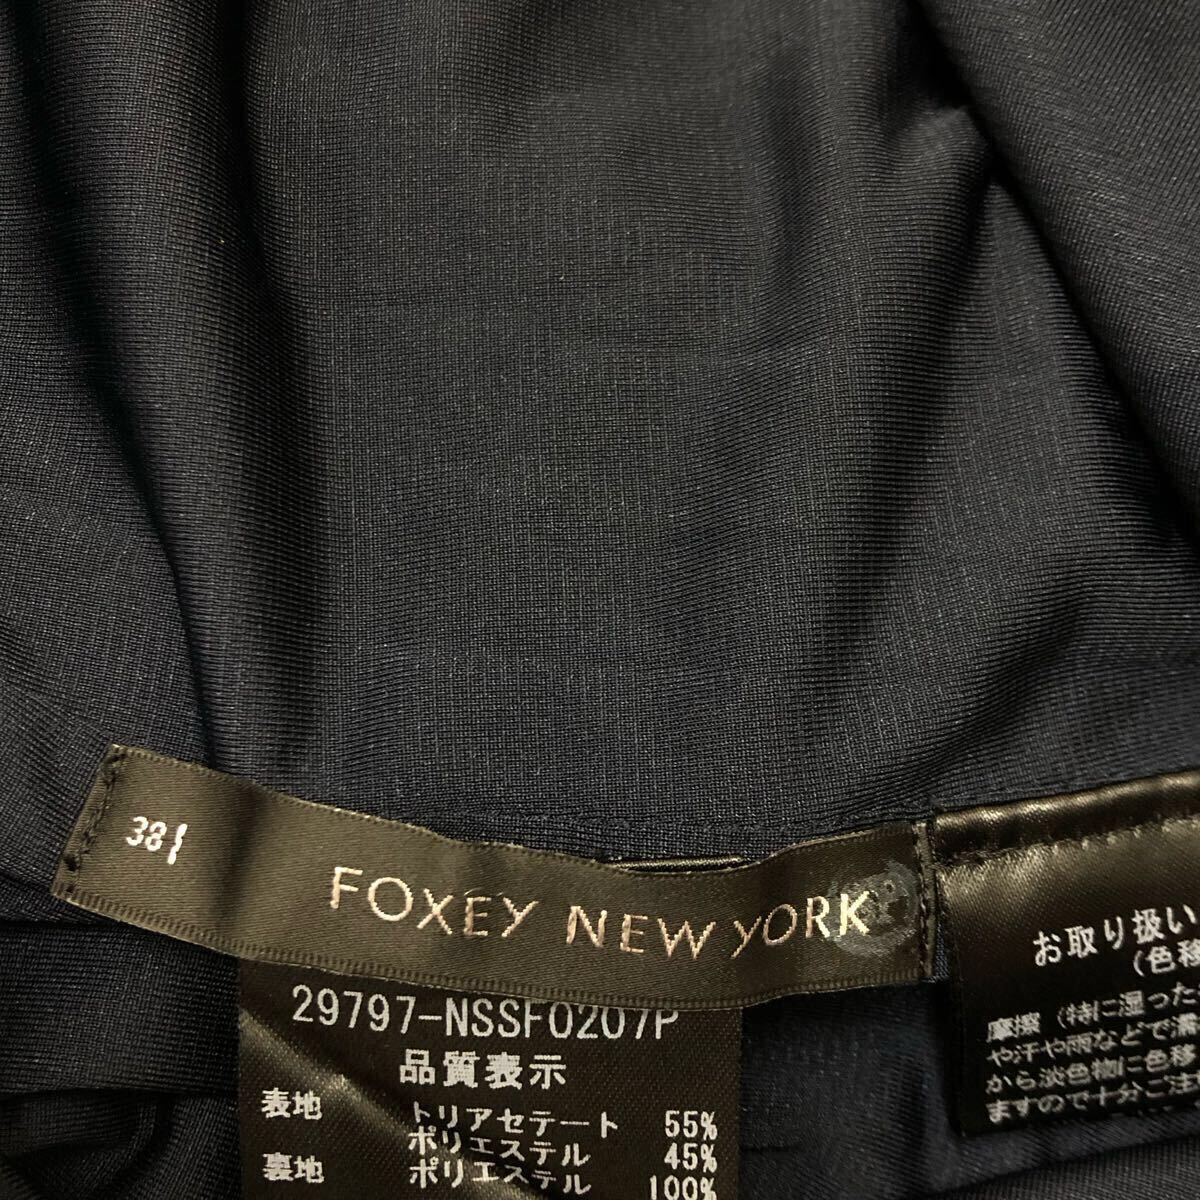 38
FOXEY NEW YORK
29797-NSSF0207P
品質表示
表地 トリアセテート 55%
ポリエステル 45%
裏地 ポリエステル 100%
お取り扱い
(色移
摩擦(特に湿った
や汗や雨などで濡
から淡色物に色移
ますので十分ご注